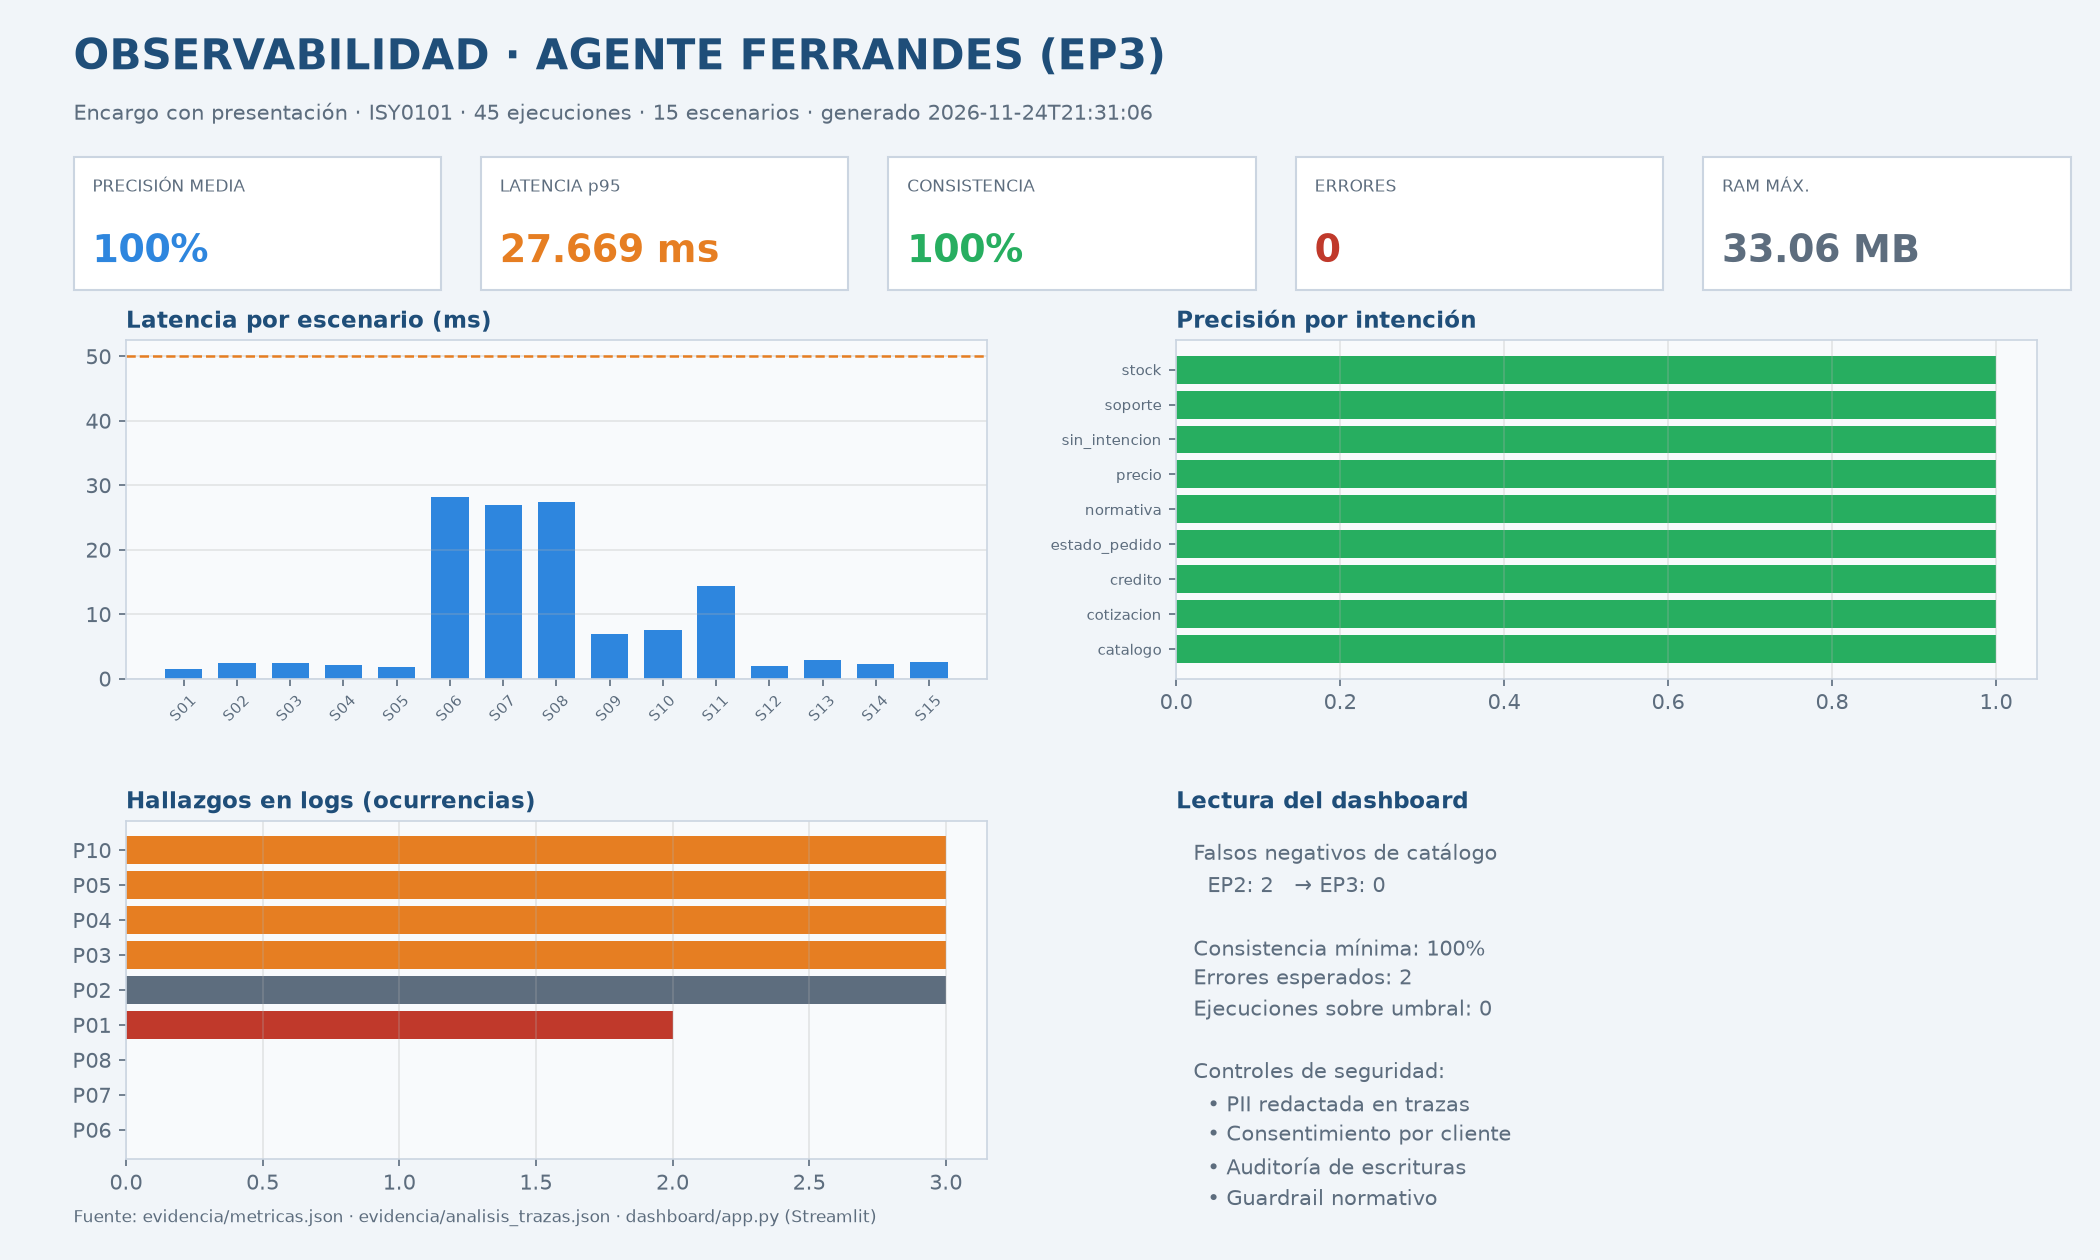 OBSERVABILIDAD · AGENTE FERRANDES (EP3)
Encargo con presentación · ISY0101 · 45 ejecuciones · 15 escenarios · generado 2026-11-24T21:31:06
PRECISIÓN MEDIA
100%
LATENCIA p95
27.669 ms
CONSISTENCIA
100%
ERRORES
0
RAM MÁX.
33.06 MB
Latencia por escenario (ms)
50
40
30
20
10
0
S01 S02 S03 S04 S05 S06 S07 S08 S09 S10 S11 S12 S13 S14 S15
Precisión por intención
stock
soporte
sin_intencion
precio
normativa
estado_pedido
credito
cotizacion
catalogo
0.0 0.2 0.4 0.6 0.8 1.0
Hallazgos en logs (ocurrencias)
P10
P05
P04
P03
P02
P01
P08
P07
P06
0.0 0.5 1.0 1.5 2.0 2.5 3.0
Lectura del dashboard
Falsos negativos de catálogo
EP2: 2 → EP3: 0
Consistencia mínima: 100%
Errores esperados: 2
Ejecuciones sobre umbral: 0
Controles de seguridad:
• PII redactada en trazas
• Consentimiento por cliente
• Auditoría de escrituras
• Guardrail normativo
Fuente: evidencia/metricas.json · evidencia/analisis_trazas.json · dashboard/app.py (Streamlit)